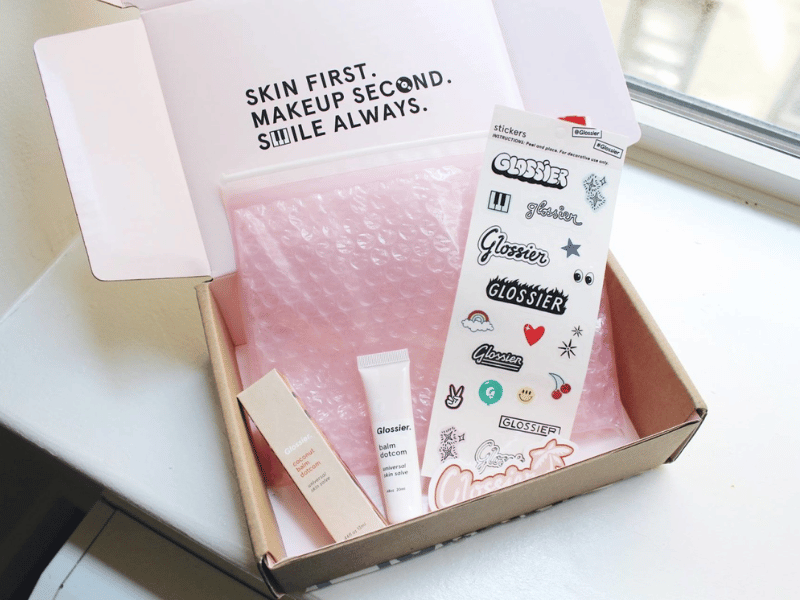 SKIN FIRST.
MAKEUP SECOND.
SMILE ALWAYS.
stickers
INSTRUCTIONS: Peel and place. For decorative use only.
@Glossier
#Glossier
GLOSSIER
glossier
Glossier
GLOSSIER
Glossier
GLOSSIER
Glossier
Glossier.
coconut
balm
dotcom
universal
skin salve
Glossier.
balm
dotcom
universal
skin salve